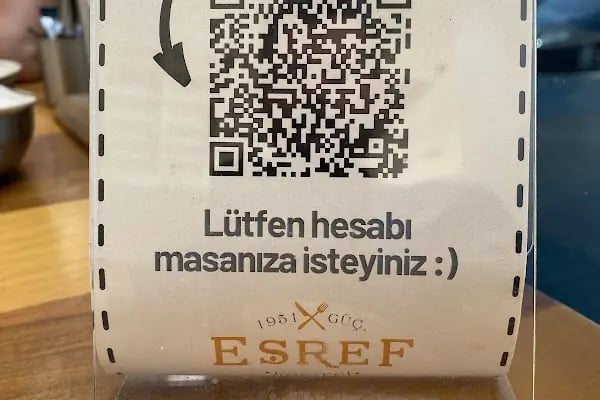 Lütfen hesabı
masanıza isteyiniz :)
1951 GÜÇ.
ESREF